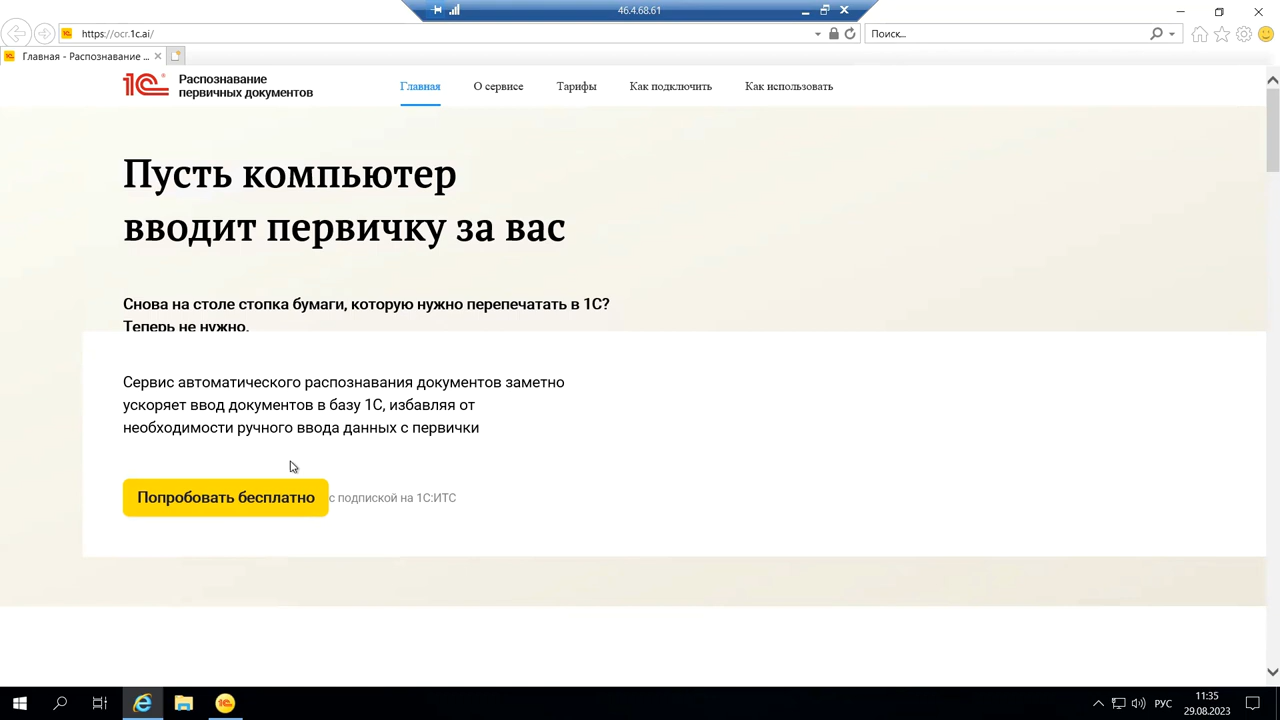 46.4.68.61
https://ocr.1c.ai/
Поиск...
Главная - Распознавание ...
1С
Распознавание
первичных документов
Главная
О сервисе
Тарифы
Как подключить
Как использовать
Пусть компьютер
вводит первичку за вас
Снова на столе стопка бумаги, которую нужно перепечатать в 1С?
Теперь не нужно.
Сервис автоматического распознавания документов заметно
ускоряет ввод документов в базу 1С, избавляя от
необходимости ручного ввода данных с первички
Попробовать бесплатно
с подпиской на 1С:ИТС
РУС
11:35
29.08.2023